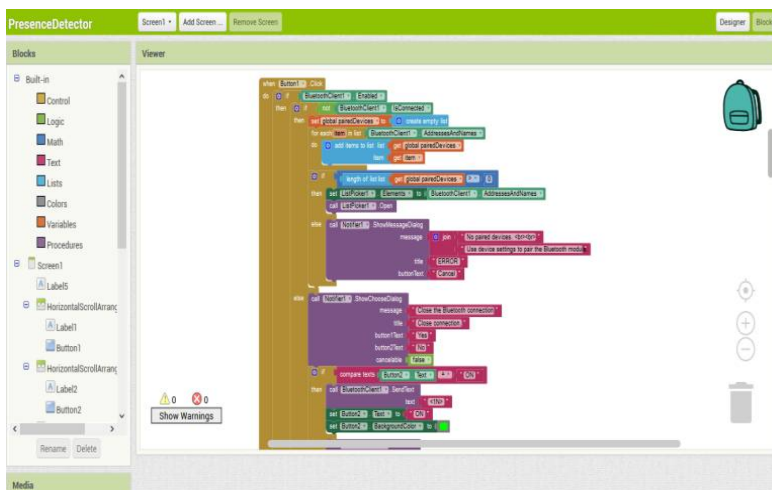 PresenceDetector
Screen1 Add Screen ... Remove Screen
Designer
Blocks
Viewer
Built-in
Control
Logic
Math
Text
Lists
Colors
Variables
Procedures
Screen1
Label5
HorizontalScrollArrang
Label1
Button1
HorizontalScrollArrang
Label2
Button2
Rename Delete
Media
when Button1 .Click
do if BluetoothClient1 . Enabled
then if not BluetoothClient1 . IsConnected
then set global pairedDevices to create empty list
for each item in list BluetoothClient1 . AddressesAndNames
do add items to list list get global pairedDevices
item get item
if length of list list get global pairedDevices
then set ListPicker1 . Elements to BluetoothClient1 . AddressesAndNames
call ListPicker1 .Open
else call Notifier1 .ShowMessageDialog
message join " No paired devices. <br><br> "
" Use device settings to pair the Bluetooth modu
title " ERROR "
buttonText " Cancel "
else call Notifier1 .ShowChooseDialog
message " Close the Bluetooth connection "
title " Close connection "
button1Text " Yes "
button2Text " No "
cancelable false
if compare texts Button2 . Text = " ON "
then call BluetoothClient1 .SendText
text
set Button2 . Text to " ON "
set Button2 . BackgroundColor to
0 0
Show Warnings